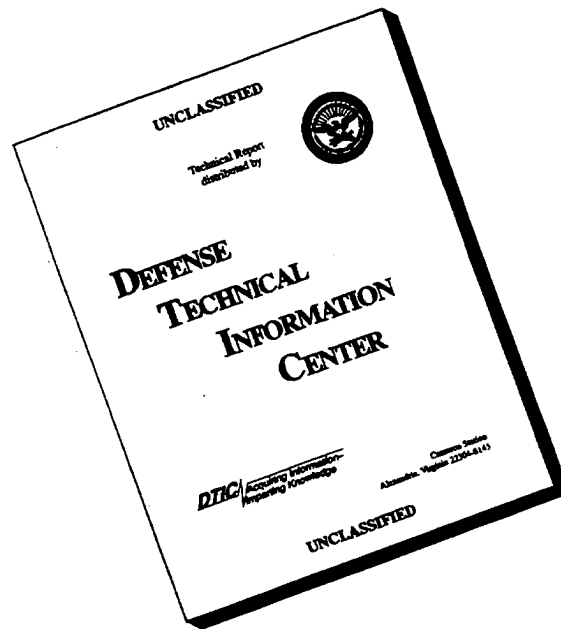 UNCLASSIFIED
Technical Report
distributed by
DEFENSE
TECHNICAL
INFORMATION
CENTER
DTIC
Acquiring Information-
Imparting Knowledge
Cameron Station
Alexandria, Virginia 22304-6145
UNCLASSIFIED